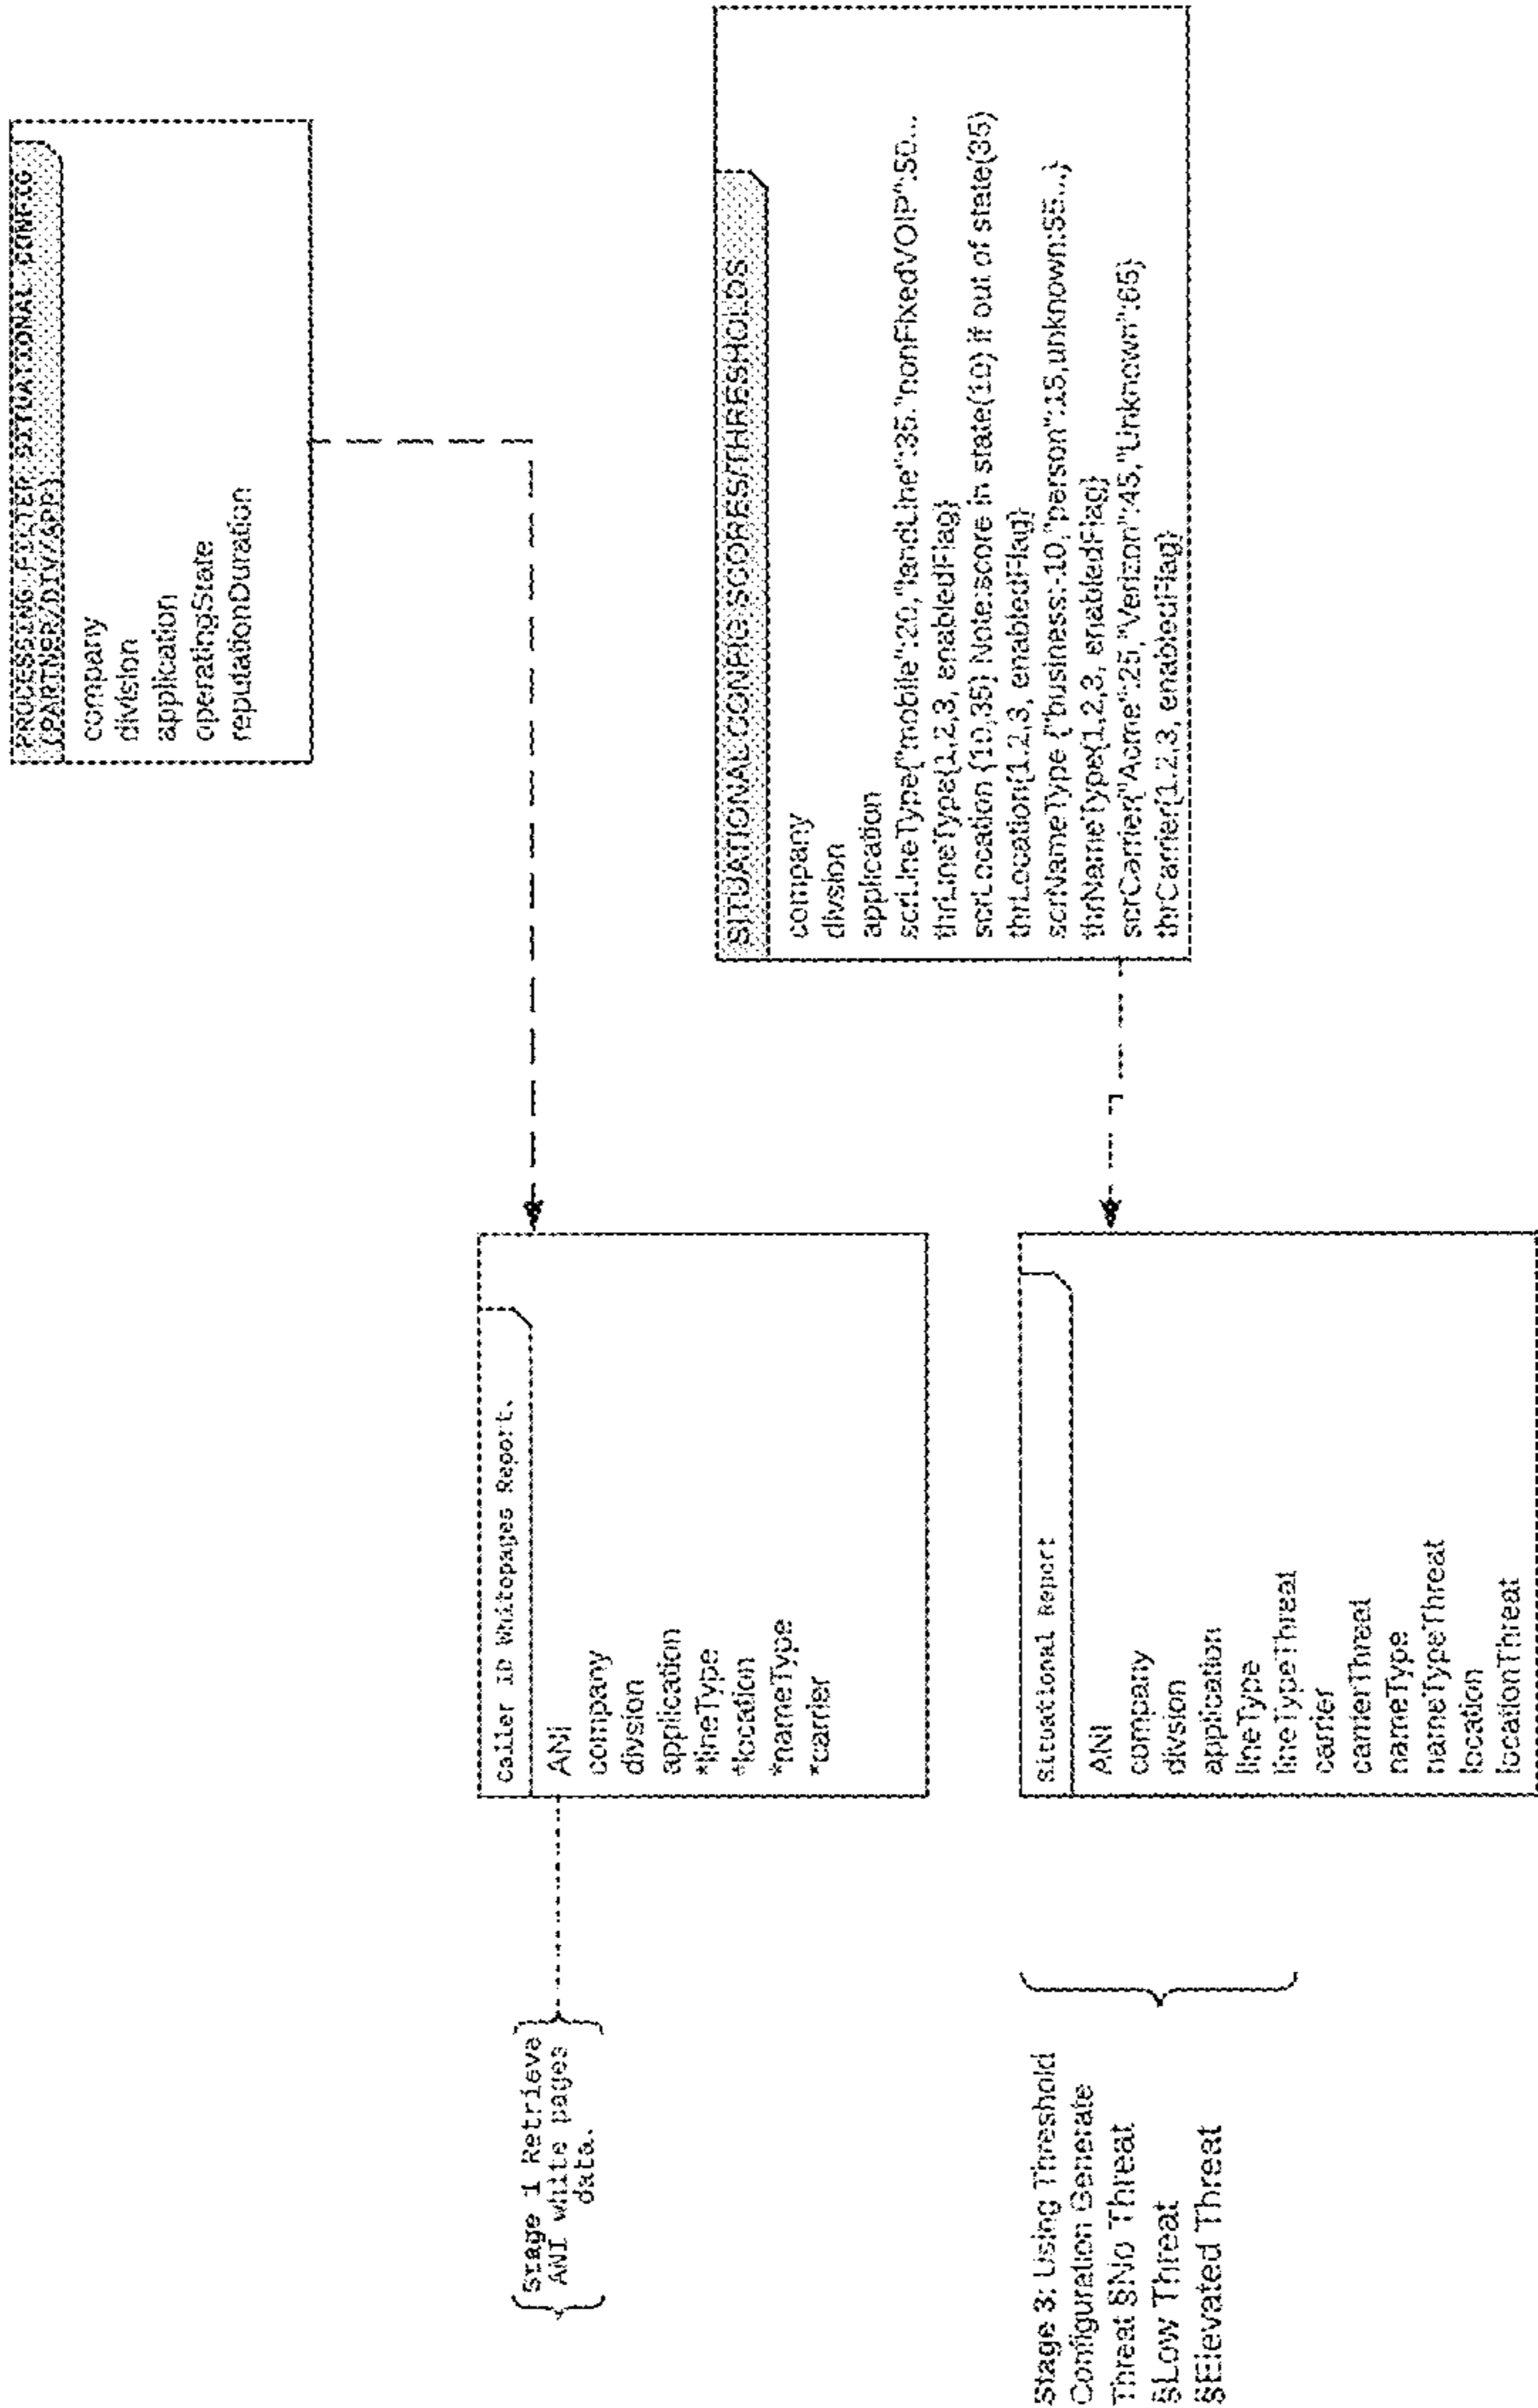 PROCESSING FILTER SITUATIONAL CONFIG
(PARTNER/DIV/APP)
company
division
application
operatingState
reputationDuration
Stage 1 Retrieve
ANI white pages
data.
Caller ID Whitepages Report.
ANI
company
division
application
*lineType
*location
*nameType
*carrier
SITUATIONAL CONFIG SCORES/THRESHOLDS
company
divsion
application
scrLineType{"mobile":20,"landLine":35."nonFixedVOIP":50...
thrLineType{1,2,3, enabledFlag}
scrLocation {10,35} Note:score in state(10) if out of state(35)
thrLocation{1,2,3, enabledFlag}
scrNameType {"business:-10,"person":15,unknown:55...}
thrNameType{1,2,3, enabledFlag}
scrCarrier{"Acme":25,"Verizon":45,"Unknown":65}
thrCarrier{1,2,3, enabledFlag}
Stage 3: Using Threshold
Configuration Generate
Threat SNo Threat
SLow Threat
SElevated Threat
Situational Report
ANI
company
division
application
lineType
lineTypeThreat
carrier
carrierThreat
nameType
nameTypeThreat
location
locationThreat